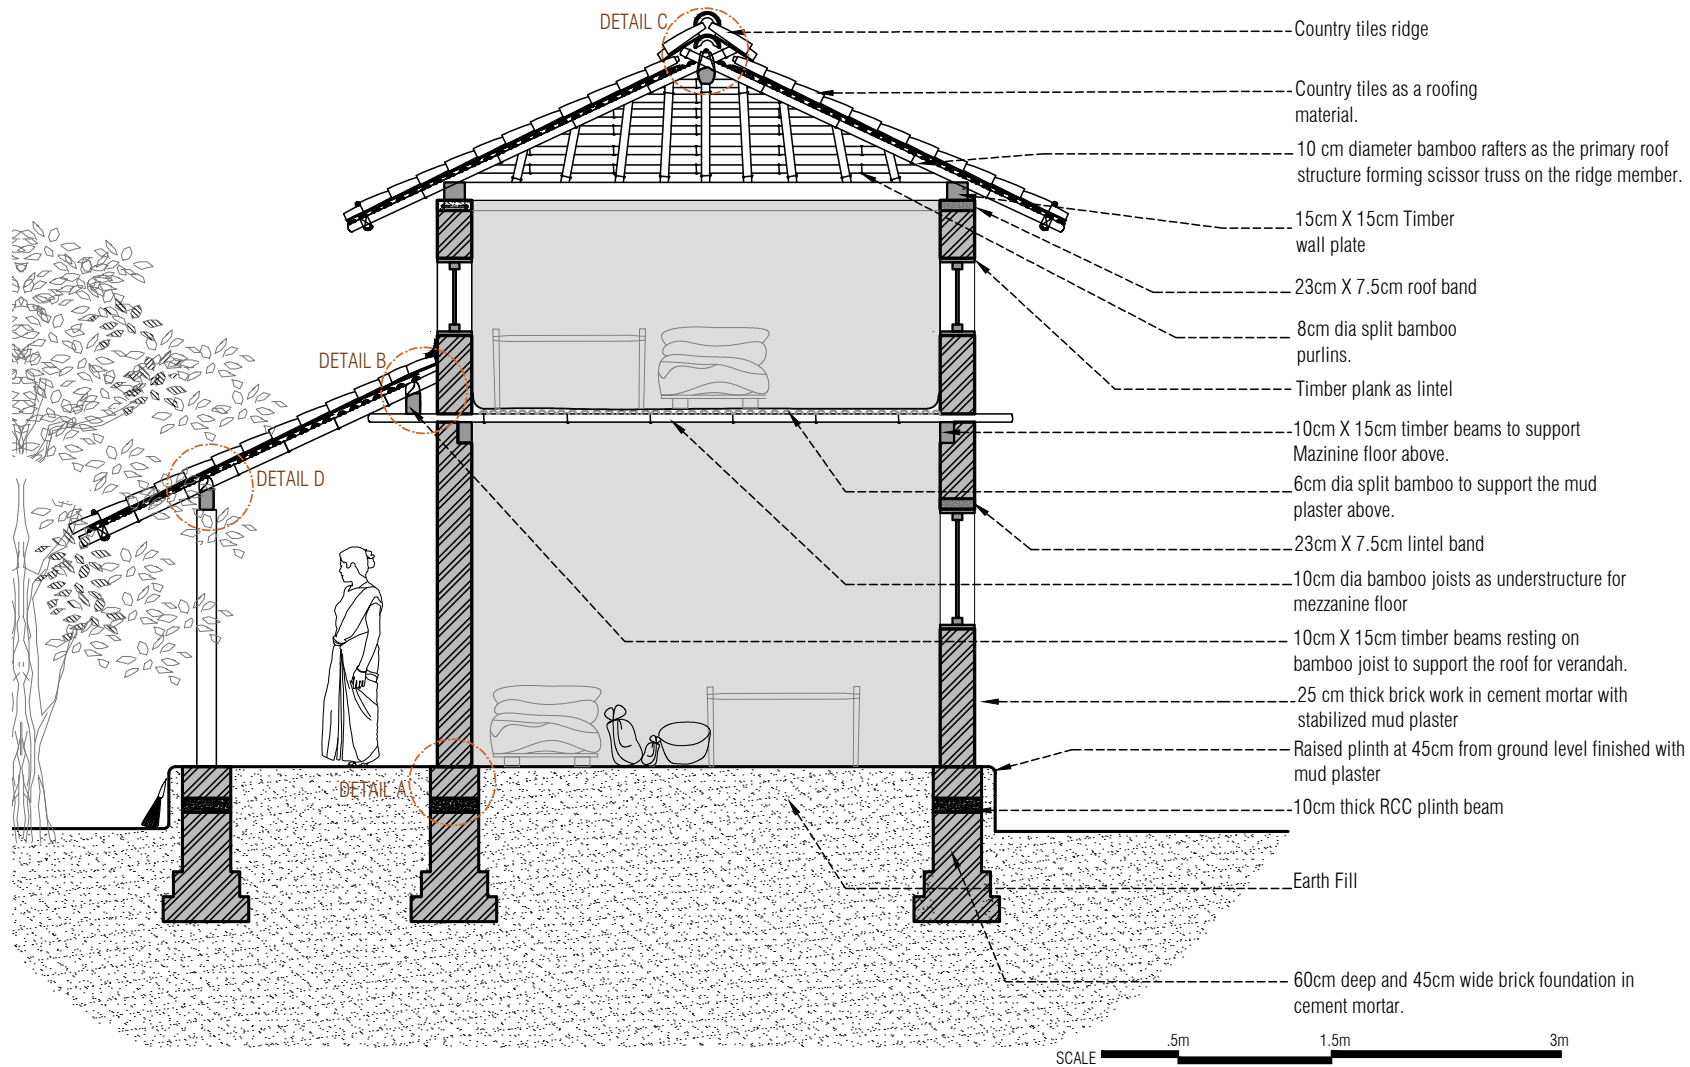 DETAIL C
Country tiles ridge
Country tiles as a roofing
material.
10 cm diameter bamboo rafters as the primary roof
structure forming scissor truss on the ridge member.
15cm X 15cm Timber
wall plate
23cm X 7.5cm roof band
8cm dia split bamboo
purlins.
DETAIL B
Timber plank as lintel
10cm X 15cm timber beams to support
Mazinine floor above.
DETAIL D
6cm dia split bamboo to support the mud
plaster above.
23cm X 7.5cm lintel band
10cm dia bamboo joists as understructure for
mezzanine floor
10cm X 15cm timber beams resting on
bamboo joist to support the roof for verandah.
25 cm thick brick work in cement mortar with
stabilized mud plaster
Raised plinth at 45cm from ground level finished with
mud plaster
DETAIL A
10cm thick RCC plinth beam
Earth Fill
60cm deep and 45cm wide brick foundation in
cement mortar.
SCALE .5m 1.5m 3m